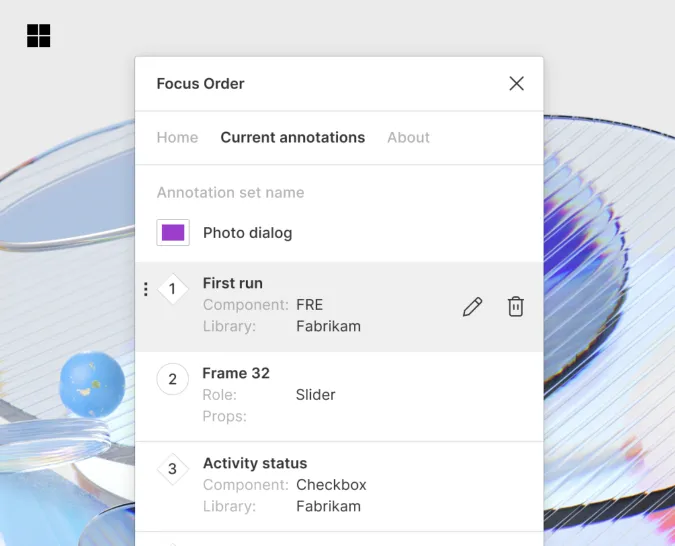 Focus Order
Home Current annotations About
Annotation set name
Photo dialog
1 First run
Component: FRE
Library: Fabrikam
2 Frame 32
Role: Slider
Props:
3 Activity status
Component: Checkbox
Library: Fabrikam